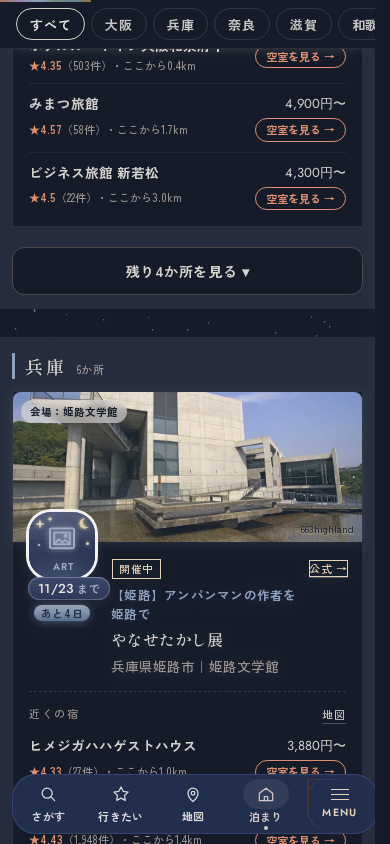 すべて
大阪
兵庫
奈良
滋賀
和歌
★4.35（503件）・ここから0.4km
空室を見る →
みまつ旅館
4,900円〜
★4.57（58件）・ここから1.7km
空室を見る →
ビジネス旅館 新若松
4,300円〜
★4.5（22件）・ここから3.0km
空室を見る →
残り4か所を見る ▾
兵庫 6か所
会場：姫路文学館
663highland
ART
11/23 まで
あと4日
開催中
公式 →
【姫路】アンパンマンの作者を
姫路で
やなせたかし展
兵庫県姫路市｜姫路文学館
近くの宿
地図
ヒメジガハハゲストハウス
3,880円〜
★4.33（27件）・ここから1.0km
空室を見る →
さがす
行きたい
地図
泊まり
MENU
★4.43（1,948件）・ここから1.4km
空室を見る →